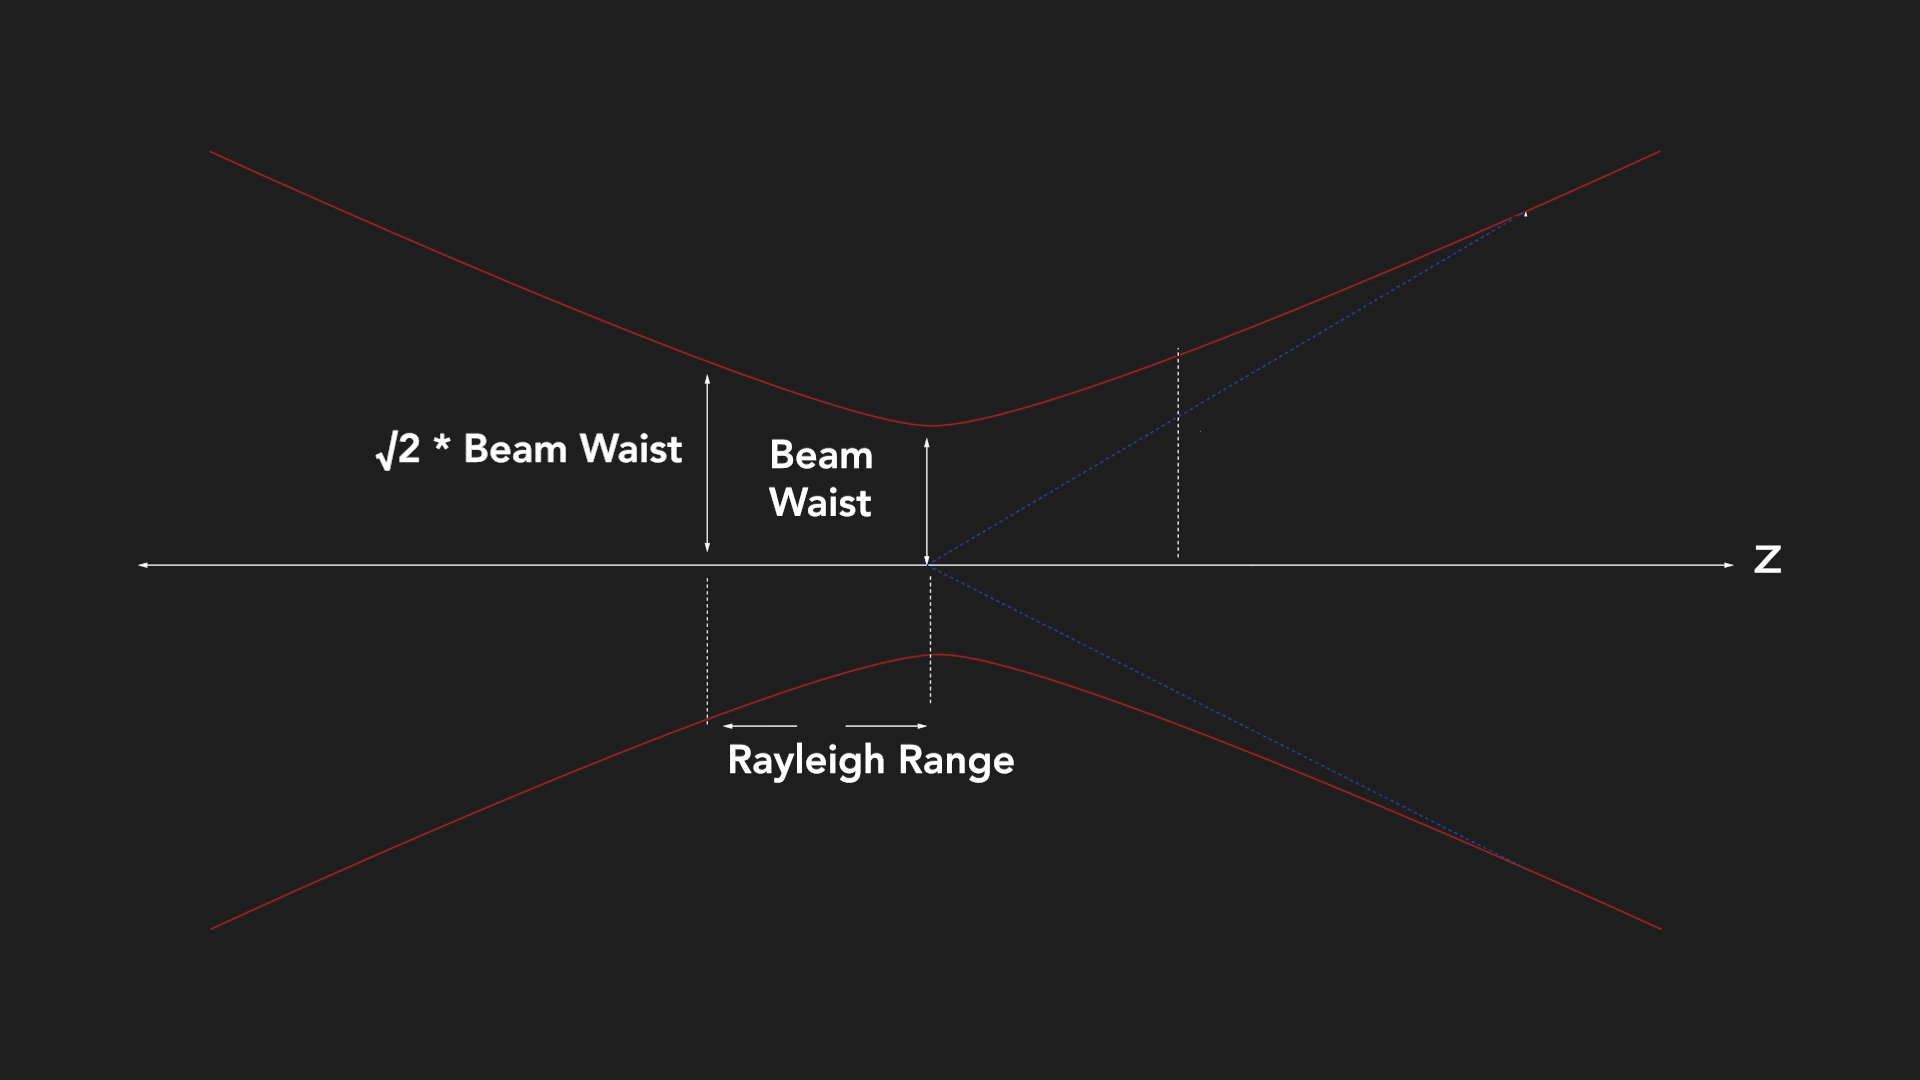 √2 * Beam Waist
Beam
Waist
Z
Rayleigh Range